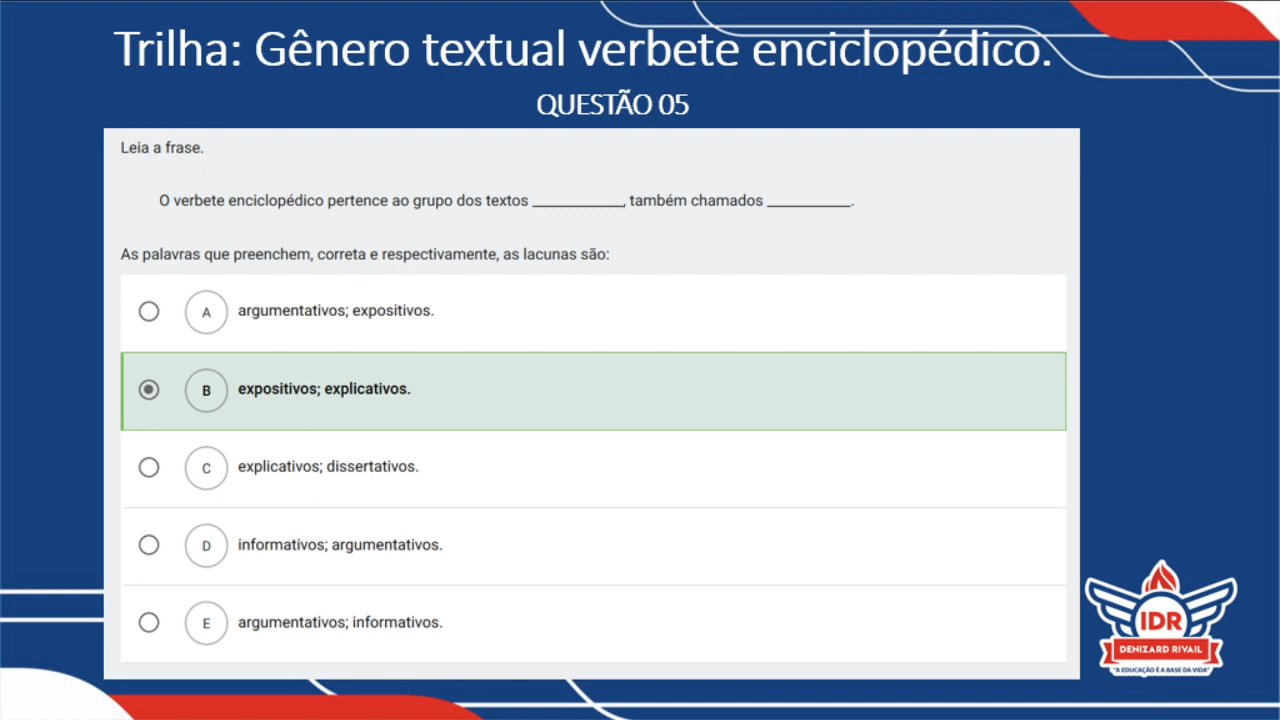 Trilha: Gênero textual verbete enciclopédico.
QUESTÃO 05
Leia a frase.
O verbete enciclopédico pertence ao grupo dos textos ___________, também chamados __________.
As palavras que preenchem, correta e respectivamente, as lacunas são:
A argumentativos; expositivos.
B expositivos; explicativos.
C explicativos; dissertativos.
D informativos; argumentativos.
E argumentativos; informativos.
IDR
DENIZARD RIVAIL
"A EDUCAÇÃO É A BASE DA VIDA"